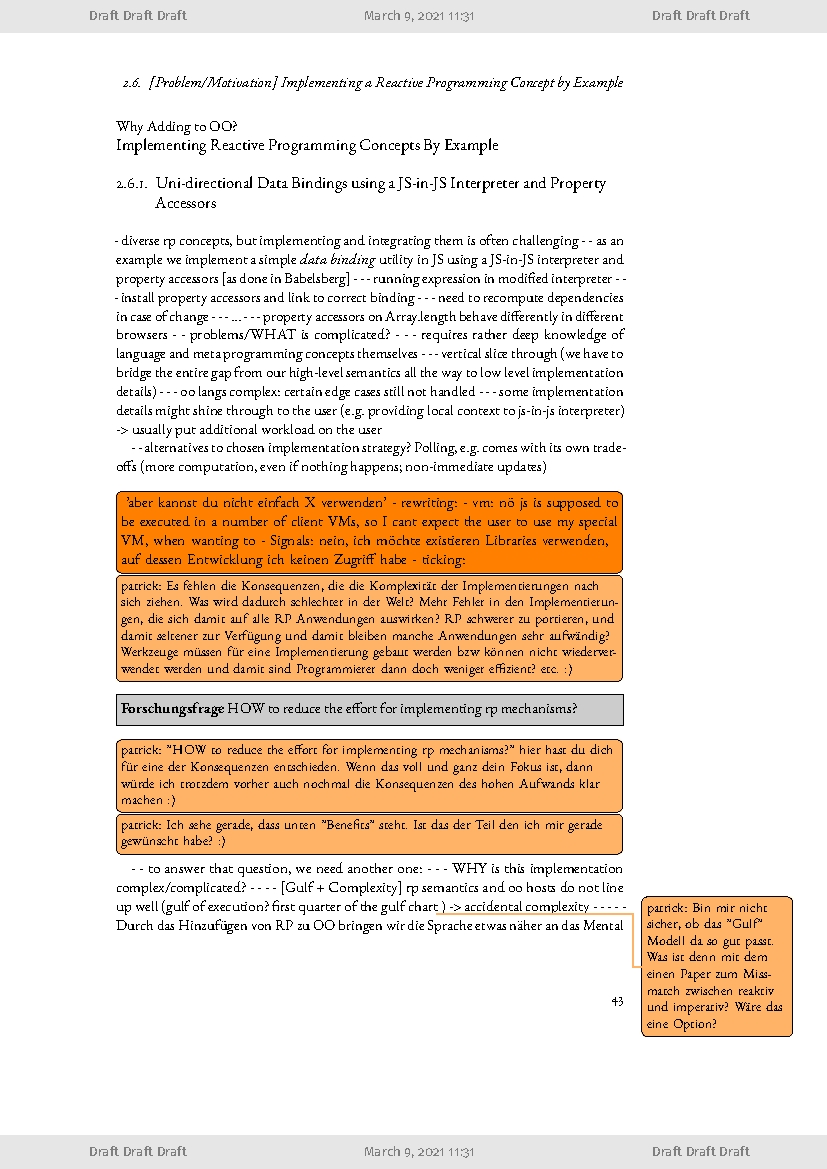 Draft Draft Draft March 9, 2021 11:31 Draft Draft Draft
2.6. [Problem/Motivation] Implementing a Reactive Programming Concept by Example
Why Adding to OO?
Implementing Reactive Programming Concepts By Example
2.6.1. Uni-directional Data Bindings using a JS-in-JS Interpreter and Property
Accessors
- diverse rp concepts, but implementing and integrating them is often challenging - - as an
example we implement a simple data binding utility in JS using a JS-in-JS interpreter and
property accessors [as done in Babelsberg] - - - running expression in modified interpreter - -
- install property accessors and link to correct binding - - - need to recompute dependencies
in case of change - - - ... - - - property accessors on Array.length behave differently in different
browsers - - problems/WHAT is complicated? - - - requires rather deep knowledge of
language and meta programming concepts themselves - - - vertical slice through (we have to
bridge the entire gap from our high-level semantics all the way to low level implementation
details) - - - oo langs complex: certain edge cases still not handled - - - some implementation
details might shine through to the user (e.g. providing local context to js-in-js interpreter)
-> usually put additional workload on the user
- - alternatives to chosen implementation strategy? Polling, e.g. comes with its own trade-
offs (more computation, even if nothing happens; non-immediate updates)
'aber kannst du nicht einfach X verwenden' - rewriting: - vm: nö js is supposed to
be executed in a number of client VMs, so I cant expect the user to use my special
VM, when wanting to - Signals: nein, ich möchte existieren Libraries verwenden,
auf dessen Entwicklung ich keinen Zugriff habe - ticking:
patrick: Es fehlen die Konsequenzen, die die Komplexität der Implementierungen nach
sich ziehen. Was wird dadurch schlechter in der Welt? Mehr Fehler in den Implementierun-
gen, die sich damit auf alle RP Anwendungen auswirken? RP schwerer zu portieren, und
damit seltener zur Verfügung und damit bleiben manche Anwendungen sehr aufwändig?
Werkzeuge müssen für eine Implementierung gebaut werden bzw können nicht wiederver-
wendet werden und damit sind Programmierer dann doch weniger effizient? etc. :)
Forschungsfrage HOW to reduce the effort for implementing rp mechanisms?
patrick: "HOW to reduce the effort for implementing rp mechanisms?" hier hast du dich
für eine der Konsequenzen entschieden. Wenn das voll und ganz dein Fokus ist, dann
würde ich trotzdem vorher auch nochmal die Konsequenzen des hohen Aufwands klar
machen :)
patrick: Ich sehe gerade, dass unten "Benefits" steht. Ist das der Teil den ich mir gerade
gewünscht habe? :)
- - to answer that question, we need another one: - - - WHY is this implementation
complex/complicated? - - - - [Gulf + Complexity] rp semantics and oo hosts do not line
up well (gulf of execution? first quarter of the gulf chart ) -> accidental complexity - - - - -
Durch das Hinzufügen von RP zu OO bringen wir die Sprache etwas näher an das Mental
patrick: Bin mir nicht
sicher, ob das "Gulf"
Modell da so gut passt.
Was ist denn mit dem
einen Paper zum Miss-
match zwischen reaktiv
und imperativ? Wäre das
eine Option?
43
Draft Draft Draft March 9, 2021 11:31 Draft Draft Draft